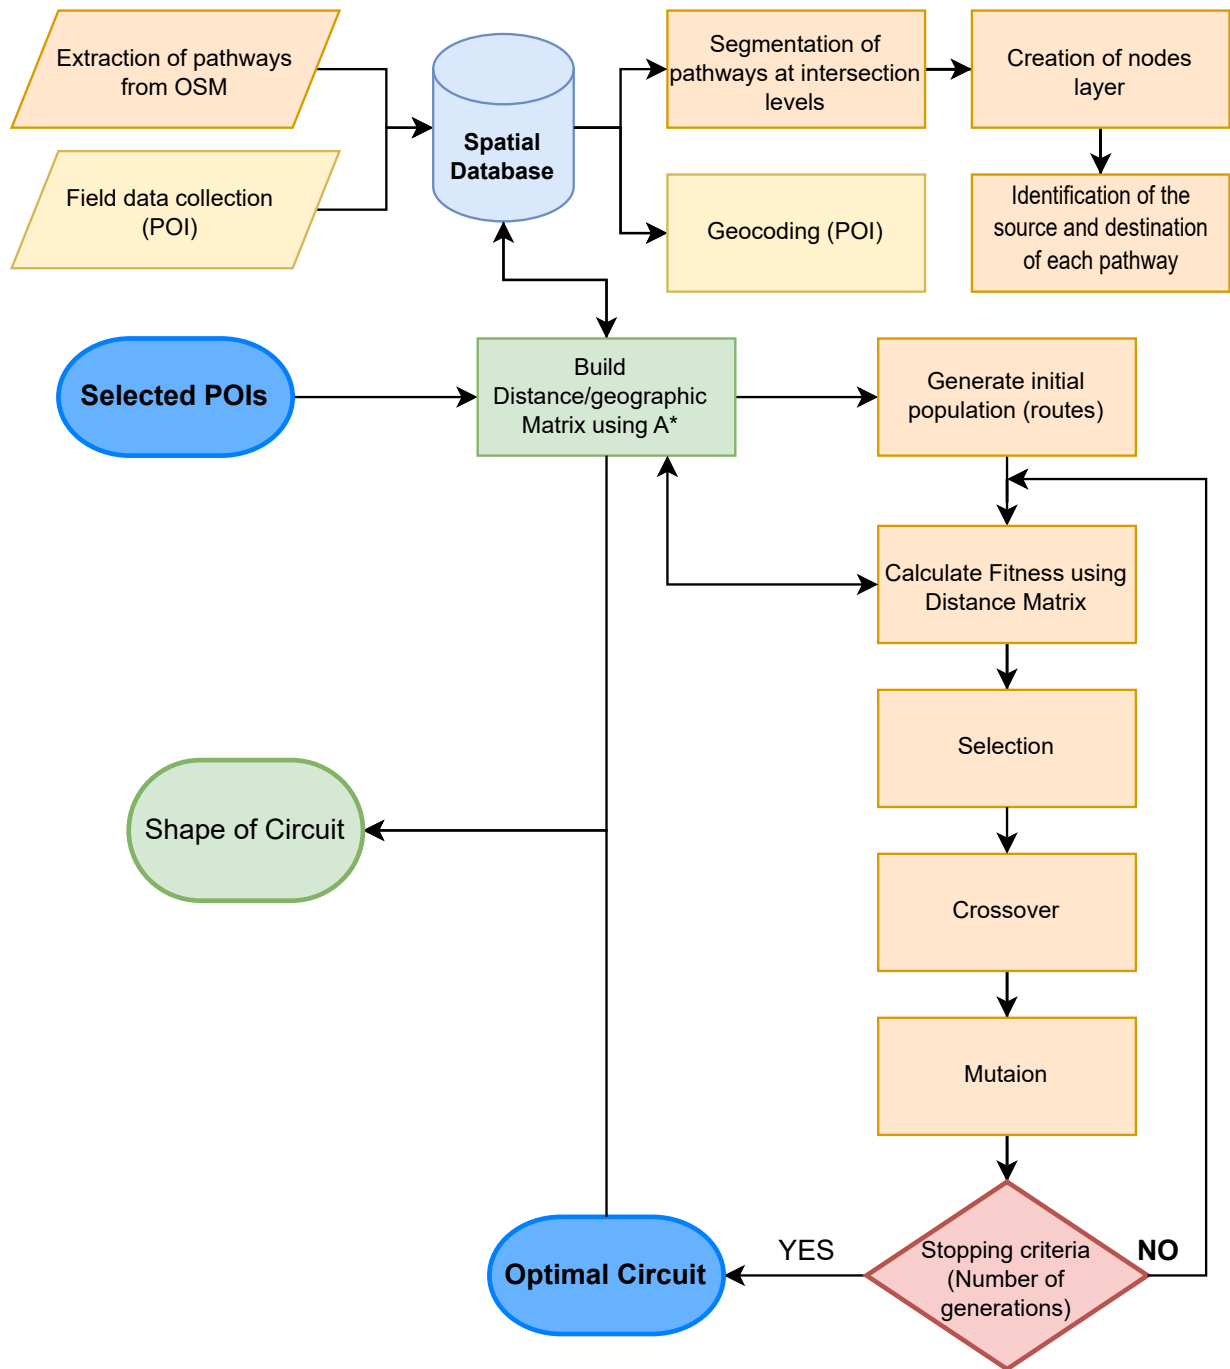 Extraction of pathways
from OSM
Field data collection
(POI)
Spatial
Database
Segmentation of
pathways at intersection
levels
Creation of nodes
layer
Geocoding (POI)
Identification of the
source and destination
of each pathway
Selected POIs
Build
Distance/geographic
Matrix using A*
Generate initial
population (routes)
Calculate Fitness using
Distance Matrix
Selection
Shape of Circuit
Crossover
Mutaion
Stopping criteria
(Number of
generations)
YES
NO
Optimal Circuit